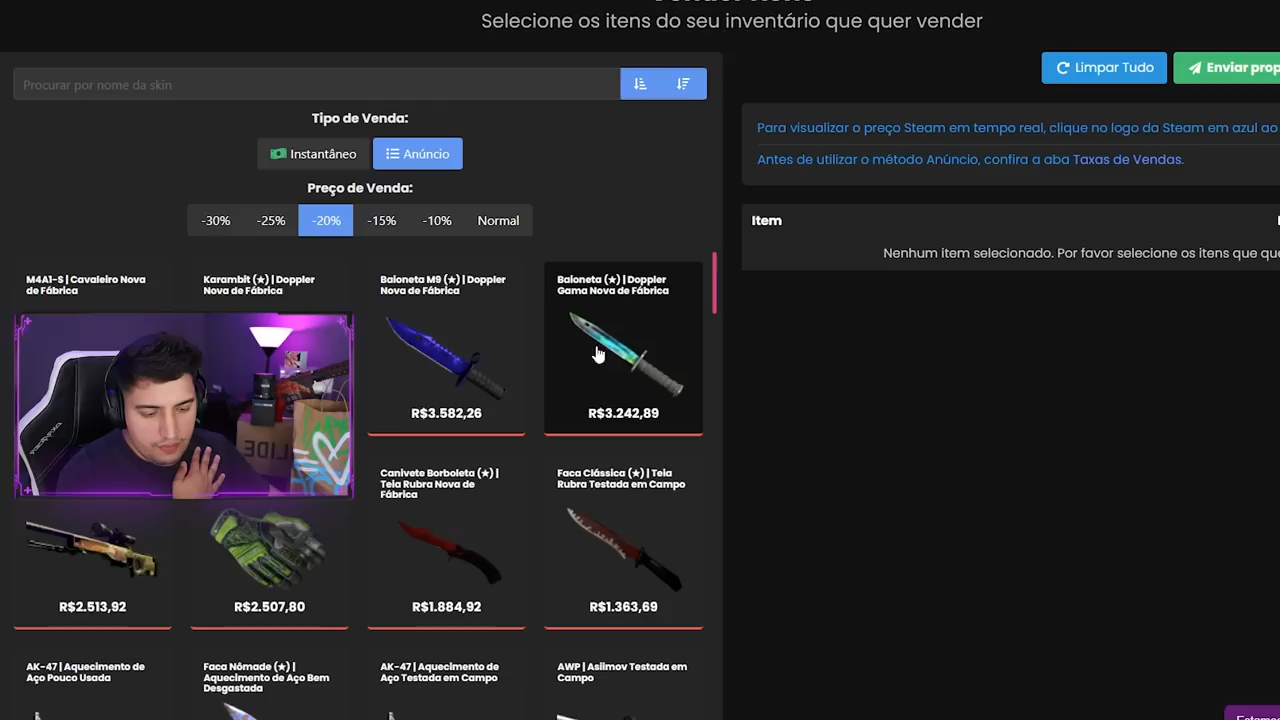 Selecione os itens do seu inventário que quer vender
Procurar por nome da skin
Limpar Tudo
Enviar prop
Tipo de Venda:
Instantâneo
Anúncio
Para visualizar o preço Steam em tempo real, clique no logo da Steam em azul ao
Antes de utilizar o método Anúncio, confira a aba Taxas de Vendas.
Preço de Venda:
-30% -25% -20% -15% -10% Normal
Item
Nenhum item selecionado. Por favor selecione os itens que que
M4A1-S | Cavaleiro Nova
de Fábrica
Karambit (★) | Doppler
Nova de Fábrica
Baioneta M9 (★) | Doppler
Nova de Fábrica
R$3.582,26
Baioneta (★) | Doppler
Gama Nova de Fábrica
R$3.242,89
R$2.513,92
R$2.507,80
Canivete Borboleta (★) |
Teia Rubra Nova de
Fábrica
R$1.884,92
Faca Clássica (★) | Teia
Rubra Testada em Campo
R$1.363,69
AK-47 | Aquecimento de
Aço Pouco Usada
Faca Nômade (★) |
Aquecimento de Aço Bem
Desgastada
AK-47 | Aquecimento de
Aço Testada em Campo
AWP | Asiimov Testada em
Campo